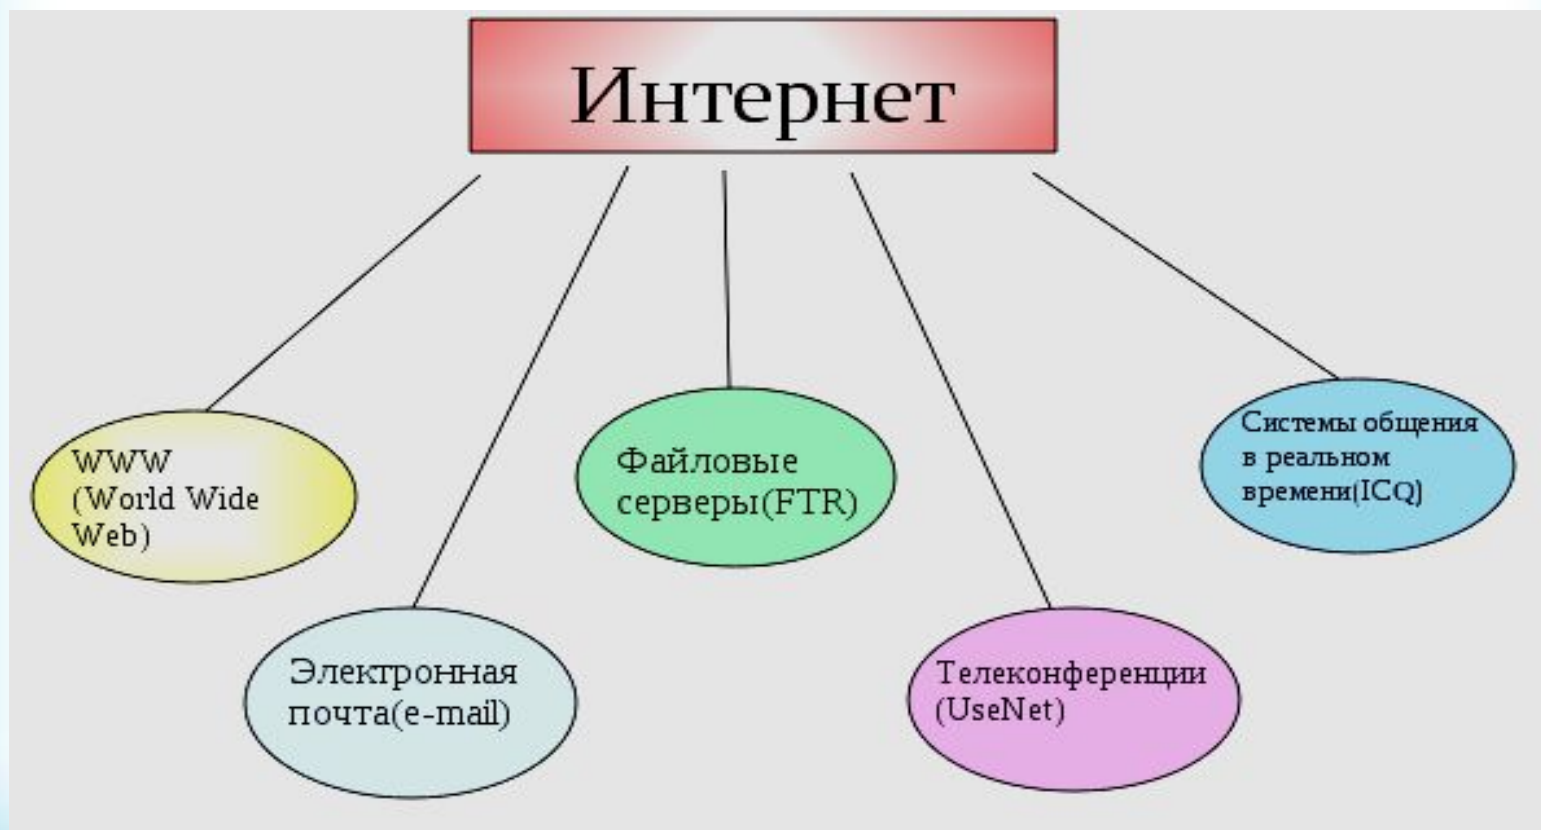 Интернет
WWW
(World Wide
Web)
Электронная
почта(e-mail)
Файловые
серверы(FTR)
Телеконференции
(UseNet)
Системы общения
в реальном
времени(ICQ)